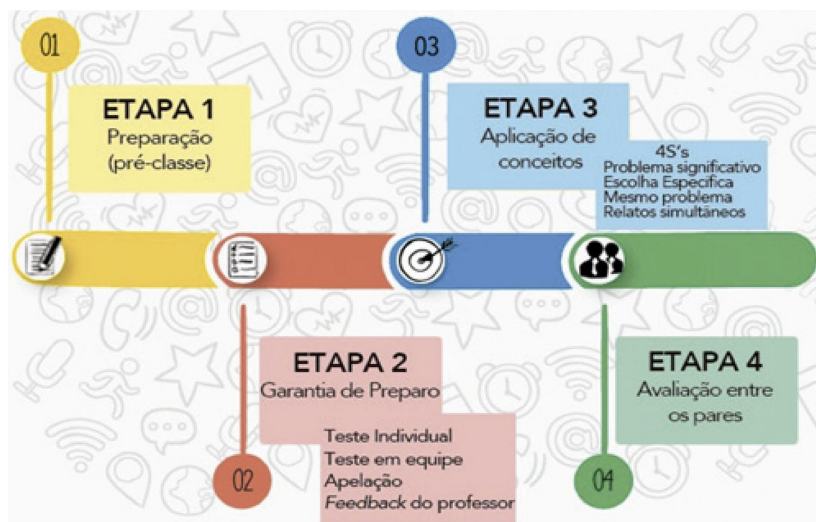 01
ETAPA 1
Preparação
(pré-classe)
02
ETAPA 2
Garantia de Preparo
Teste Individual
Teste em equipe
Apelação
Feedback do professor
03
ETAPA 3
Aplicação de
conceitos
4S's
Problema significativo
Escolha Específica
Mesmo problema
Relatos simultâneos
04
ETAPA 4
Avaliação entre
os pares